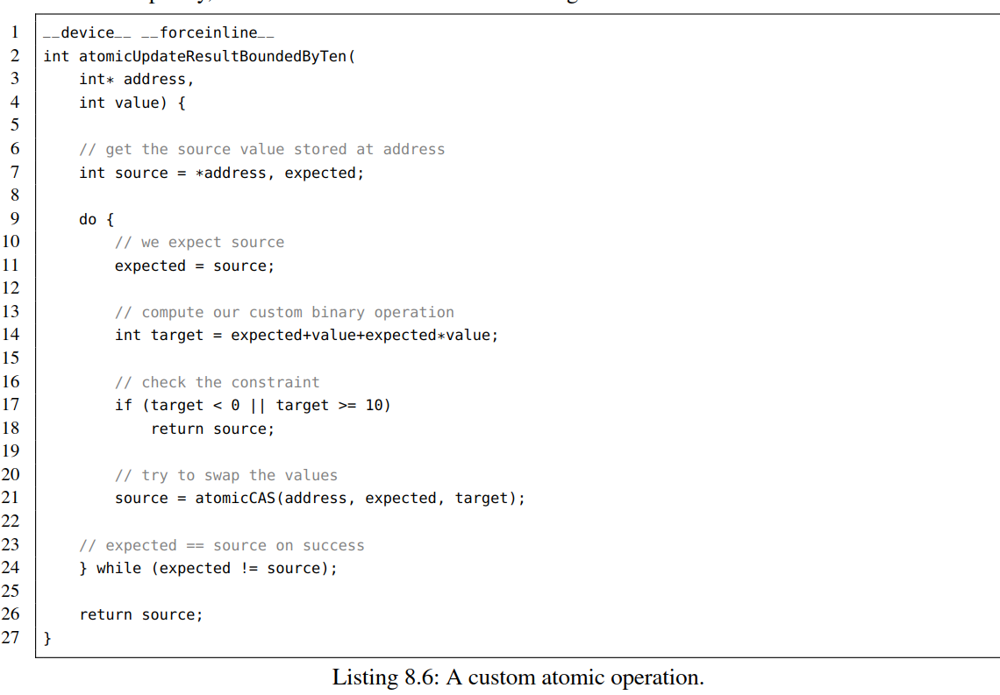 1 __device__ __forceinline__
2 int atomicUpdateResultBoundedByTen(
3 int* address,
4 int value) {
5
6 // get the source value stored at address
7 int source = *address, expected;
8
9 do {
10 // we expect source
11 expected = source;
12
13 // compute our custom binary operation
14 int target = expected+value+expected*value;
15
16 // check the constraint
17 if (target < 0 || target >= 10)
18 return source;
19
20 // try to swap the values
21 source = atomicCAS(address, expected, target);
22
23 // expected == source on success
24 } while (expected != source);
25
26 return source;
27 }
Listing 8.6: A custom atomic operation.